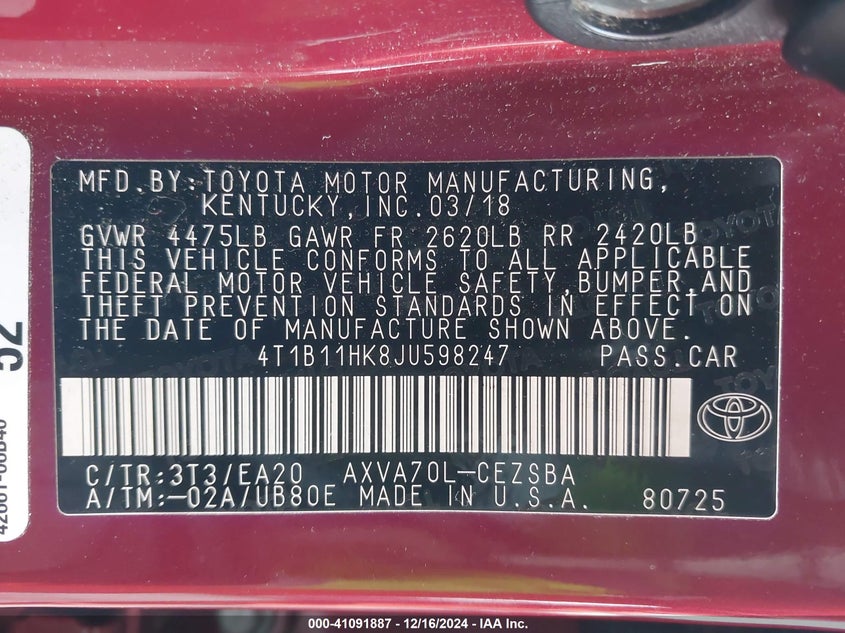 MFD.BY:TOYOTA MOTOR MANUFACTURING,
KENTUCKY,INC.03/18
GVWR 4475LB GAWR FR 2620LB RR 2420LB
THIS VEHICLE CONFORMS TO ALL APPLICABLE
FEDERAL MOTOR VEHICLE SAFETY,BUMPER,AND
THEFT PREVENTION STANDARDS IN EFFECT ON
THE DATE OF MANUFACTURE SHOWN ABOVE.
4T1B11HK8JU598247 PASS.CAR
C/TR:3T3/EA20 AXVA70L-CEZSBA
A/TM:-02A/UB80E MADE IN U.S.A. 80725
52
000-41091887 - 12/16/2024 - IAA Inc.